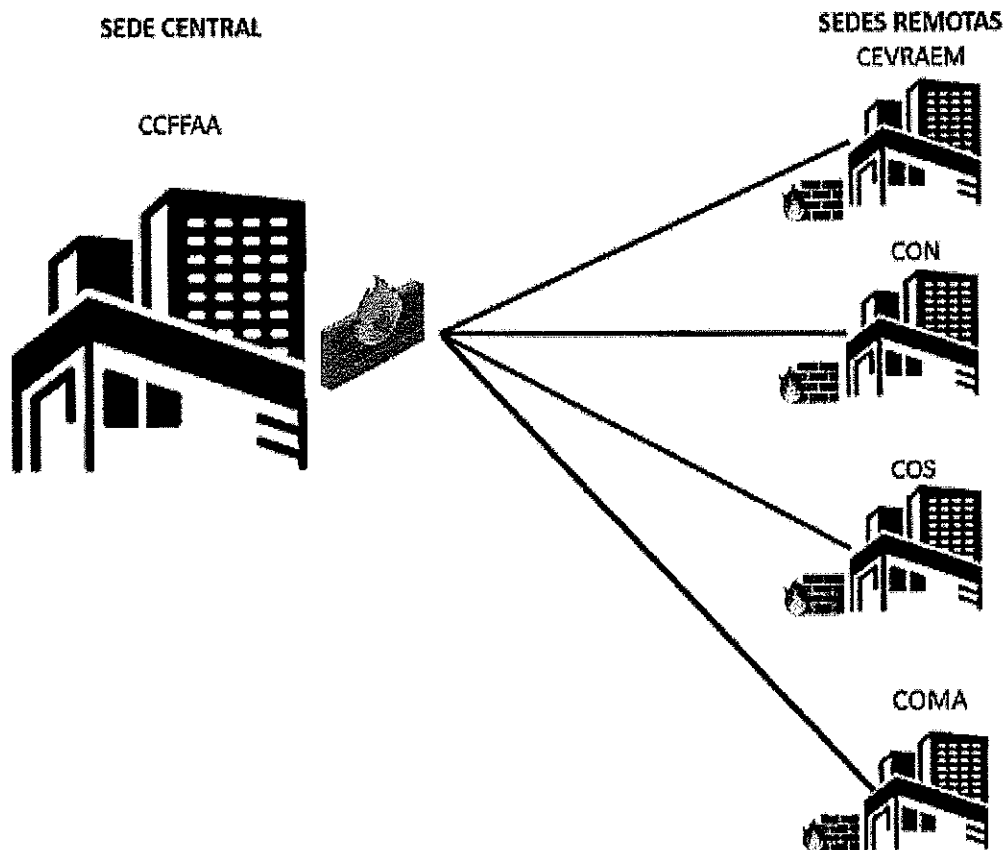 SEDE CENTRAL
CCFFAA
SEDES REMOTAS
CEVRAEM
CON
COS
COMA